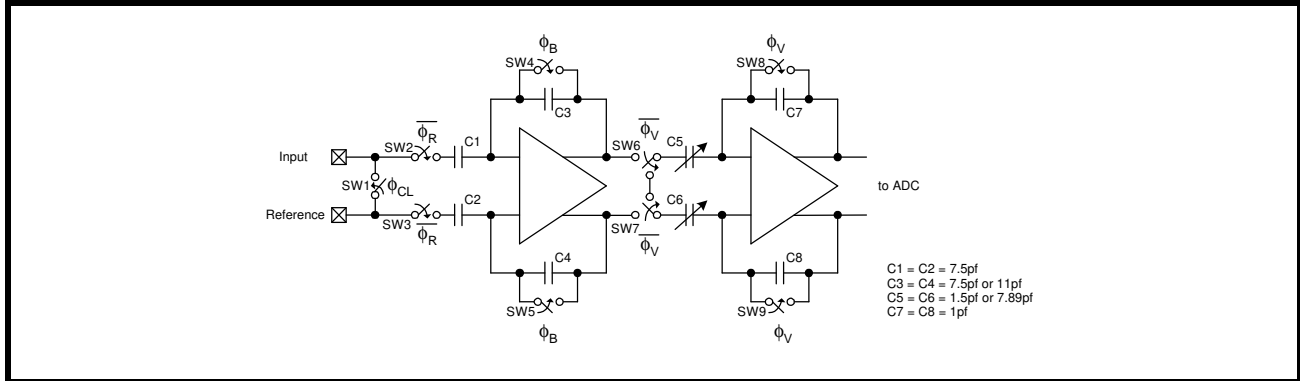 ϕB
ϕV
SW4
SW8
C3
C7
ϕR
ϕV
SW2
C1
SW6
C5
Input
SW1
ϕCL
to ADC
Reference
C2
C6
SW3
SW7
ϕR
ϕV
C4
C8
SW5
SW9
ϕB
ϕV
C1 = C2 = 7.5pf
C3 = C4 = 7.5pf or 11pf
C5 = C6 = 1.5pf or 7.89pf
C7 = C8 = 1pf